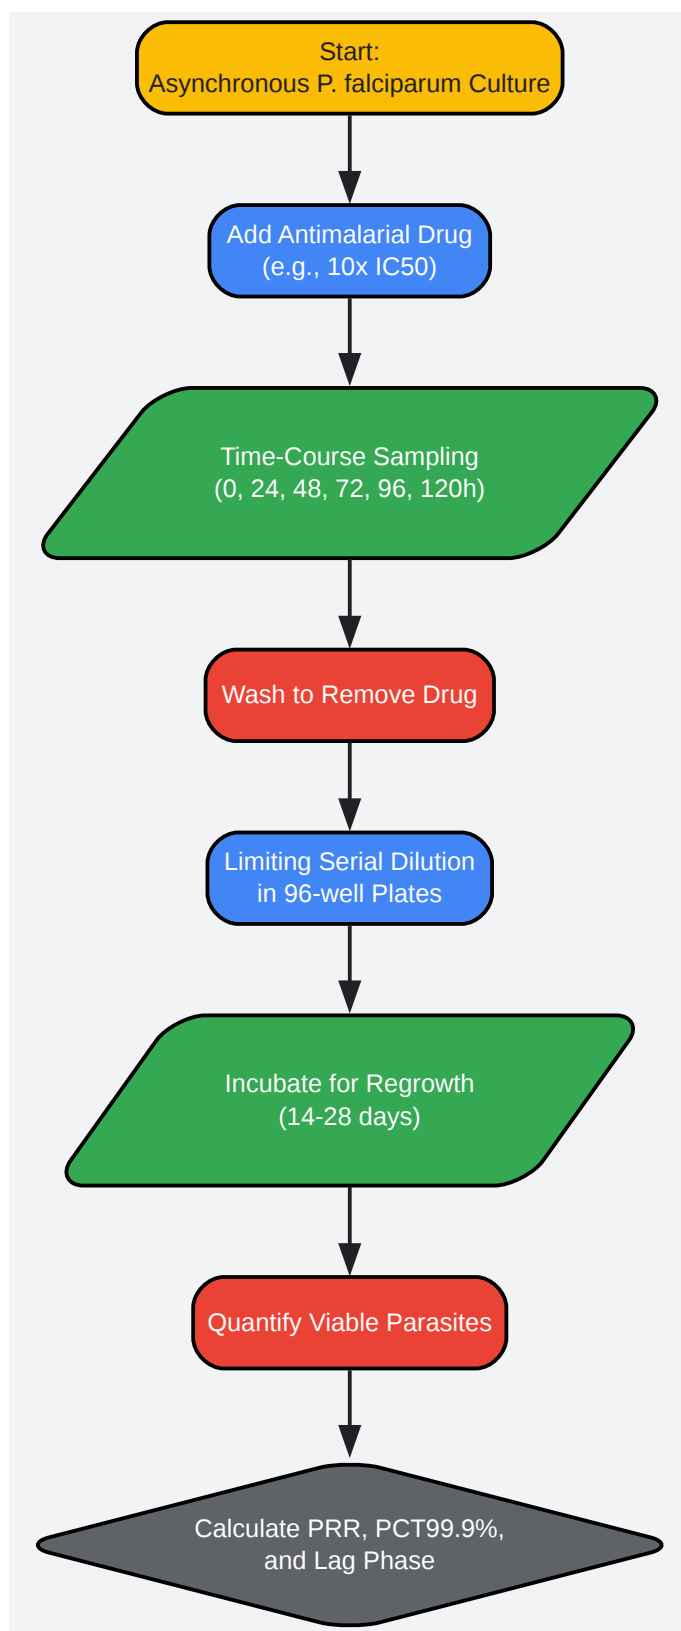 Start:
Asynchronous P. falciparum Culture
Add Antimalarial Drug
(e.g., 10x IC50)
Time-Course Sampling
(0, 24, 48, 72, 96, 120h)
Wash to Remove Drug
Limiting Serial Dilution
in 96-well Plates
Incubate for Regrowth
(14-28 days)
Quantify Viable Parasites
Calculate PRR, PCT99.9%,
and Lag Phase